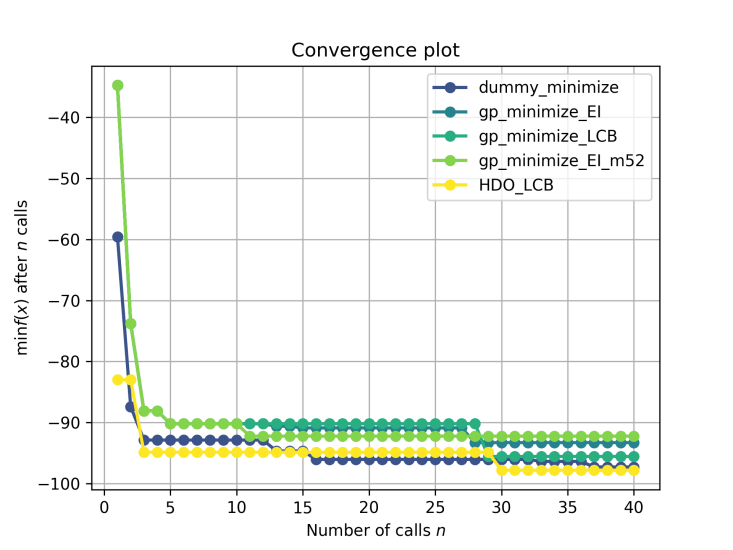 Convergence plot
dummy_minimize
gp_minimize_EI
gp_minimize_LCB
gp_minimize_EI_m52
HDO_LCB
min f(x) after n calls
−40
−50
−60
−70
−80
−90
−100
0 5 10 15 20 25 30 35 40
Number of calls n